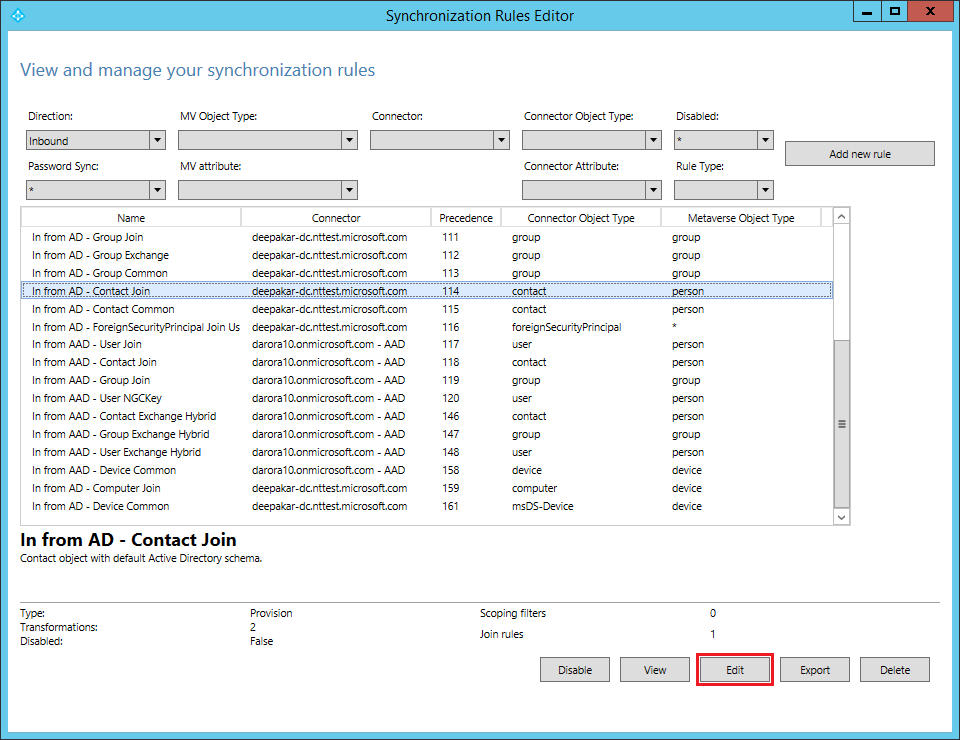 Synchronization Rules Editor
View and manage your synchronization rules
Direction: MV Object Type: Connector: Connector Object Type: Disabled:
Inbound *
Add new rule
Password Sync: MV attribute: Connector Attribute: Rule Type:
*
Name Connector Precedence Connector Object Type Metaverse Object Type
In from AD - Group Join deepakar-dc.nttest.microsoft.com 111 group group
In from AD - Group Exchange deepakar-dc.nttest.microsoft.com 112 group group
In from AD - Group Common deepakar-dc.nttest.microsoft.com 113 group group
In from AD - Contact Join deepakar-dc.nttest.microsoft.com 114 contact person
In from AD - Contact Common deepakar-dc.nttest.microsoft.com 115 contact person
In from AD - ForeignSecurityPrincipal Join Us deepakar-dc.nttest.microsoft.com 116 foreignSecurityPrincipal *
In from AAD - User Join darora10.onmicrosoft.com - AAD 117 user person
In from AAD - Contact Join darora10.onmicrosoft.com - AAD 118 contact person
In from AAD - Group Join darora10.onmicrosoft.com - AAD 119 group group
In from AAD - User NGCKey darora10.onmicrosoft.com - AAD 120 user person
In from AAD - Contact Exchange Hybrid darora10.onmicrosoft.com - AAD 146 contact person
In from AAD - Group Exchange Hybrid darora10.onmicrosoft.com - AAD 147 group group
In from AAD - User Exchange Hybrid darora10.onmicrosoft.com - AAD 148 user person
In from AAD - Device Common darora10.onmicrosoft.com - AAD 158 device device
In from AD - Computer Join deepakar-dc.nttest.microsoft.com 159 computer device
In from AD - Device Common deepakar-dc.nttest.microsoft.com 161 msDS-Device device
In from AD - Contact Join
Contact object with default Active Directory schema.
Type: Provision Scoping filters 0
Transformations: 2
Join rules 1
Disabled: False
Disable View Edit Export Delete